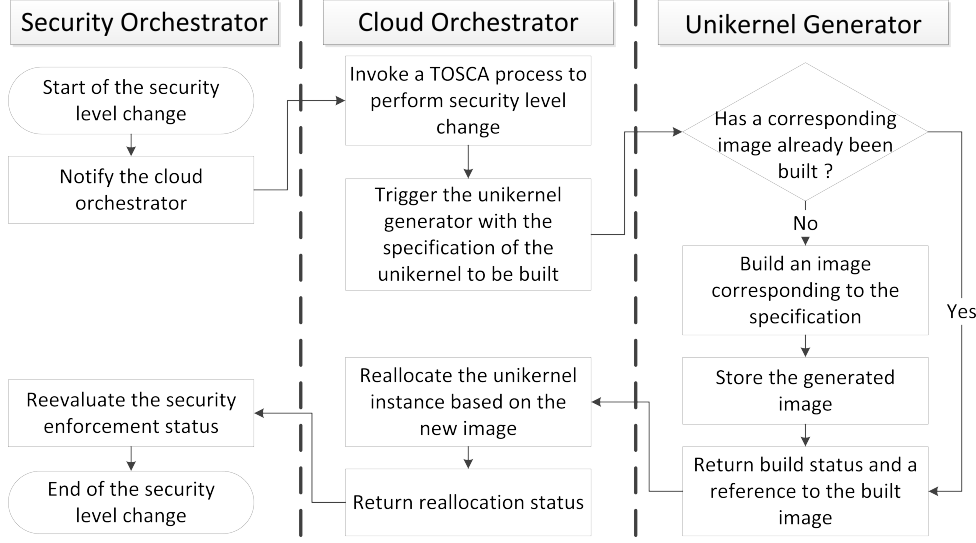 Security Orchestrator
Cloud Orchestrator
Unikernel Generator
Start of the security
level change
Notify the cloud
orchestrator
Invoke a TOSCA process to
perform security level
change
Trigger the unikernel
generator with the
specification of the
unikernel to be built
Has a corresponding
image already been
built ?
No
Yes
Build an image
corresponding to the
specification
Store the generated
image
Return build status and a
reference to the built
image
Reallocate the unikernel
instance based on the
new image
Return reallocation status
Reevaluate the security
enforcement status
End of the security
level change